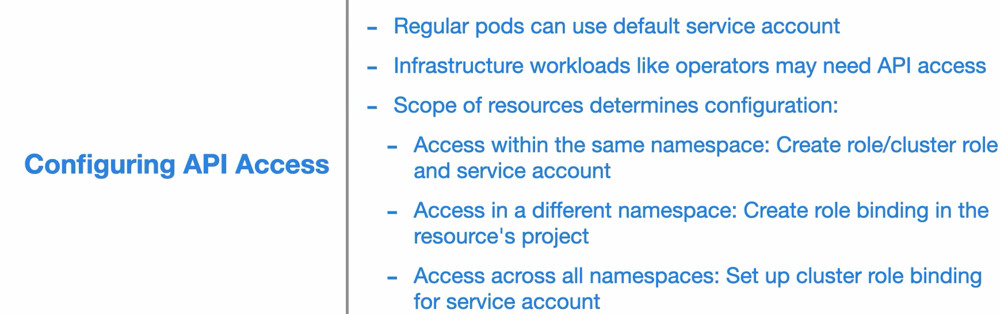 Configuring API Access
- Regular pods can use default service account
- Infrastructure workloads like operators may need API access
- Scope of resources determines configuration:
- Access within the same namespace: Create role/cluster role
and service account
- Access in a different namespace: Create role binding in the
resource's project
- Access across all namespaces: Set up cluster role binding
for service account